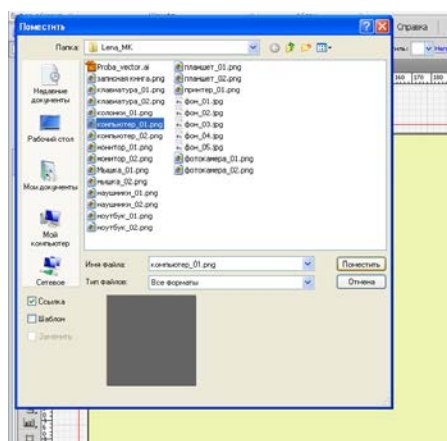 Поместить
Справка
Папка:
Lena_MK
160 170 180
Недавние документы
Рабочий стол
Мои документы
Мой компьютер
Сетевое
Proba_vector.ai
записная книга.png
клавиатура_01.png
клавиатура_02.png
колонки_01.png
компьютер_01.png
компьютер_02.png
монитор_01.png
монитор_02.png
Мышка_01.png
мышка_02.png
наушники_01.png
наушники_02.png
ноутбук_01.png
ноутбук_02.png
планшет_01.png
планшет_02.png
принтер_01.png
фон_01.jpg
фон_02.jpg
фон_03.jpg
фон_04.jpg
фон_05.jpg
фотокамера_01.png
фотокамера_02.png
Имя файла:
компьютер_01.png
Поместить
Тип файлов:
Все форматы
Отмена
Ссылка
Шаблон
Заменить